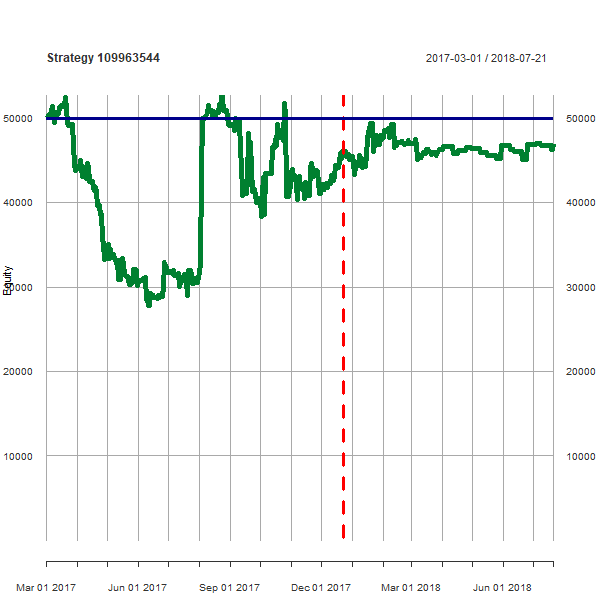 Strategy 109963544
2017-03-01 / 2018-07-21
50000
50000
40000
40000
Equity
30000
30000
20000
20000
10000
10000
Mar 01 2017
Jun 01 2017
Sep 01 2017
Dec 01 2017
Mar 01 2018
Jun 01 2018